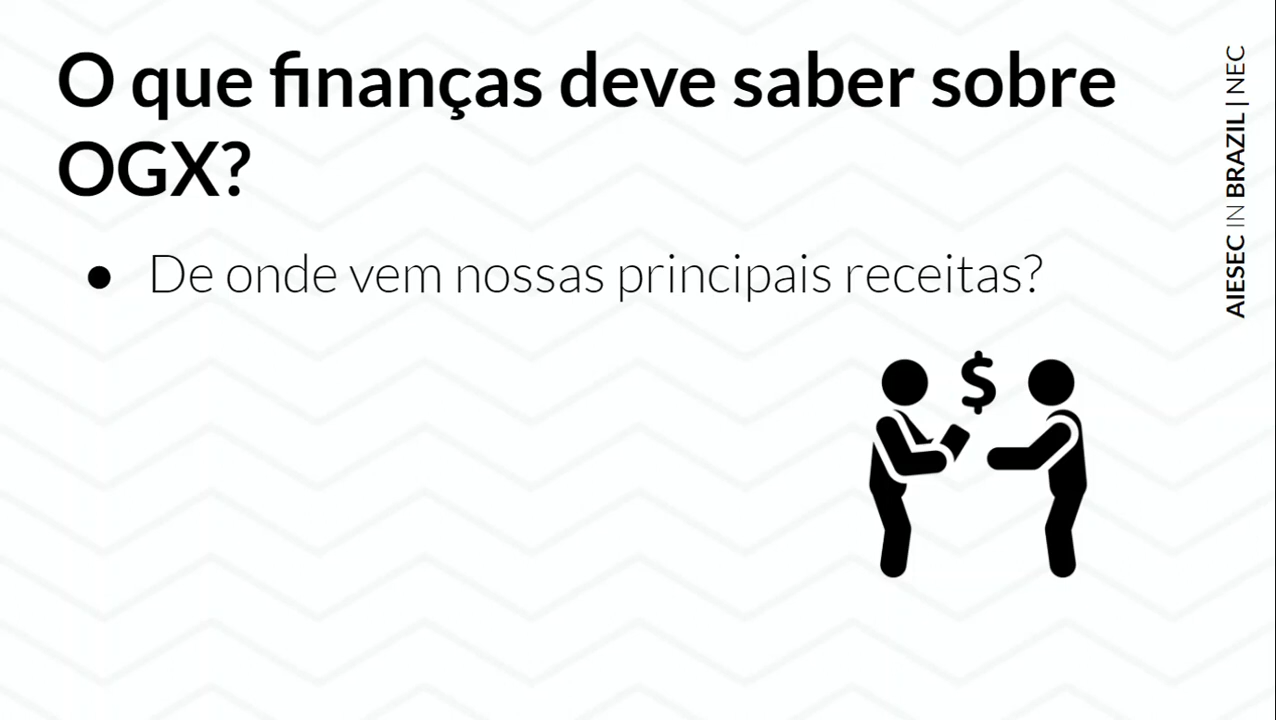 O que finanças deve saber sobre
OGX?
● De onde vem nossas principais receitas?
$
AIESEC IN BRAZIL | NEC